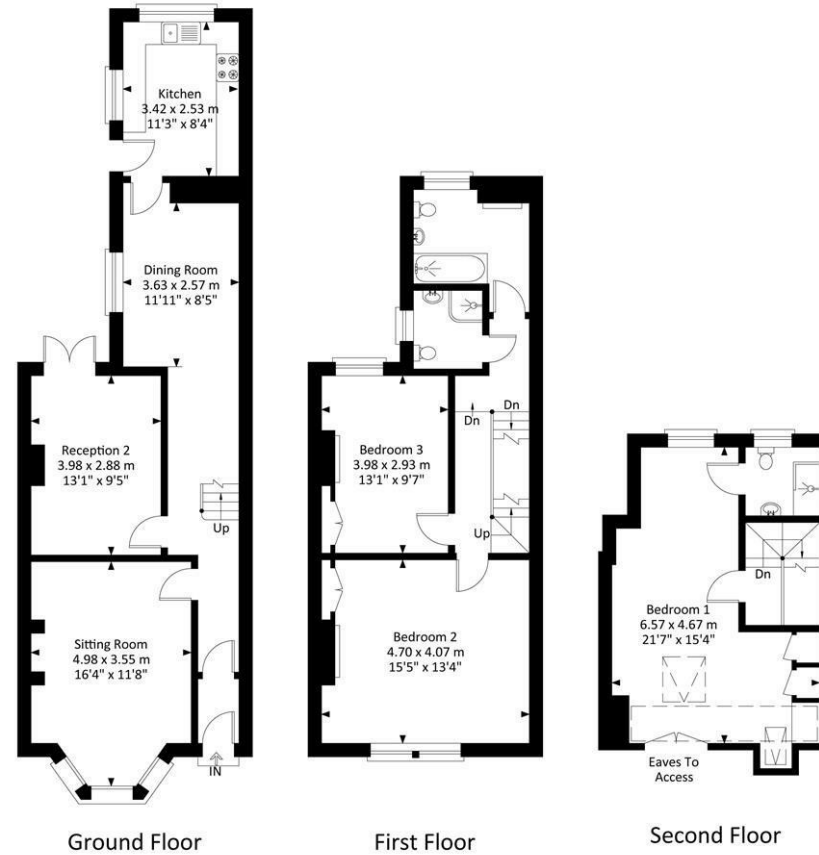 Kitchen
3.42 x 2.53 m
11'3" x 8'4"
Dining Room
3.63 x 2.57 m
11'11" x 8'5"
Reception 2
3.98 x 2.88 m
13'1" x 9'5"
Up
Sitting Room
4.98 x 3.55 m
16'4" x 11'8"
IN
Ground Floor
Dn
Dn
Bedroom 3
3.98 x 2.93 m
13'1" x 9'7"
Up
Bedroom 2
4.70 x 4.07 m
15'5" x 13'4"
First Floor
Dn
Bedroom 1
6.57 x 4.67 m
21'7" x 15'4"
Eaves To
Access
Second Floor